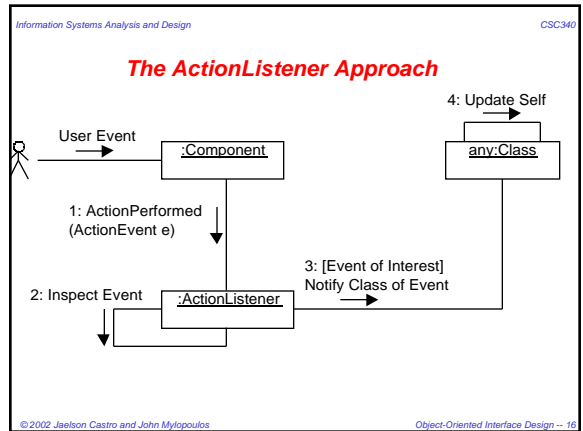 Information Systems Analysis and Design
CSC340
The ActionListener Approach
4: Update Self
User Event
:Component
any:Class
1: ActionPerformed
(ActionEvent e)
3: [Event of Interest]
Notify Class of Event
2: Inspect Event
:ActionListener
© 2002 Jaelson Castro and John Mylopoulos
Object-Oriented Interface Design -- 16